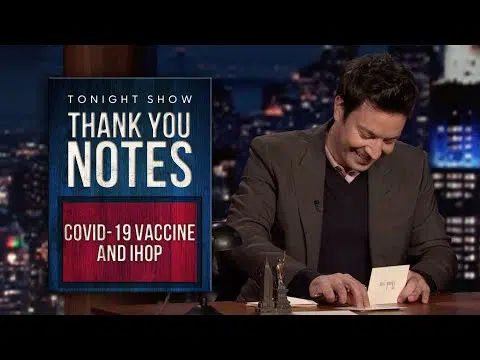 TONIGHT SHOW
THANK YOU
NOTES
COVID-19 VACCINE
AND IHOP